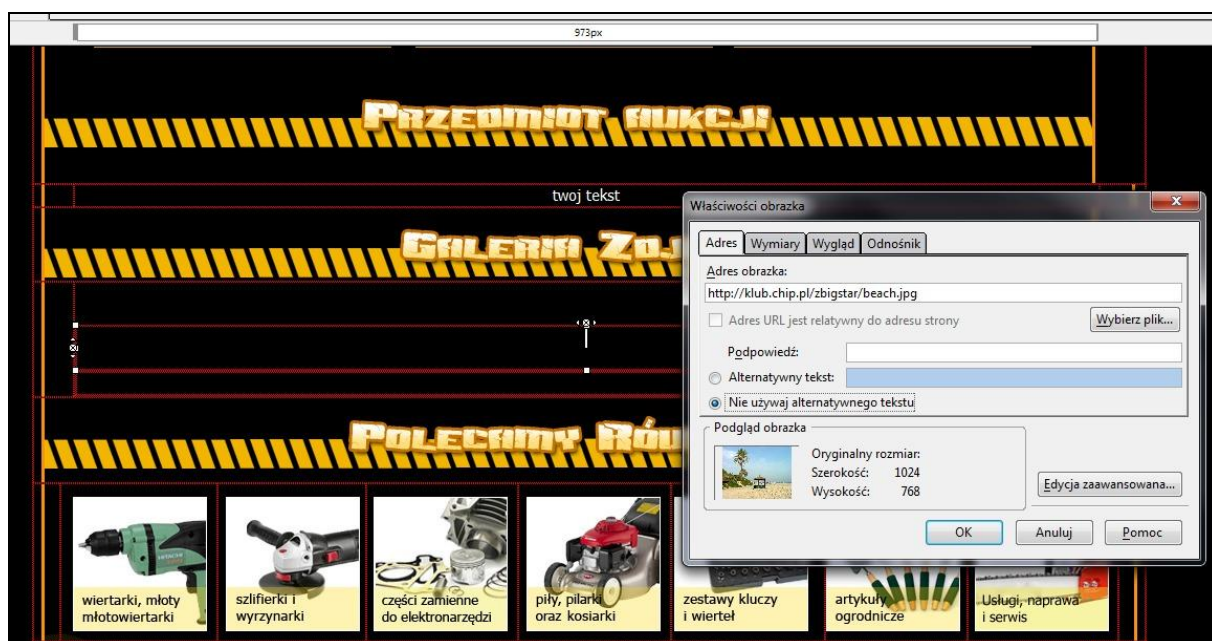 973px
Przedmiot aukcji
twoj tekst
Galeria
Właściwości obrazka
Adres Wymiary Wygląd Odnośnik
Adres obrazka:
http://klub.chip.pl/zbigstar/beach.jpg
Adres URL jest relatywny do adresu strony
Wybierz plik...
Podpowiedź:
Alternatywny tekst:
Nie używaj alternatywnego tekstu
Podgląd obrazka
Oryginalny rozmiar:
Szerokość: 1024
Wysokość: 768
Edycja zaawansowana...
OK Anuluj Pomoc
Polecamy
HITACHI
wiertarki, młoty
młotowiertarki
szlifierki i
wyrzynarki
części zamienne
do elektronarzędzi
piły, pilarki
oraz kosiarki
zestawy kluczy
i wierteł
artykuły
ogrodnicze
Usługi, naprawa
i serwis